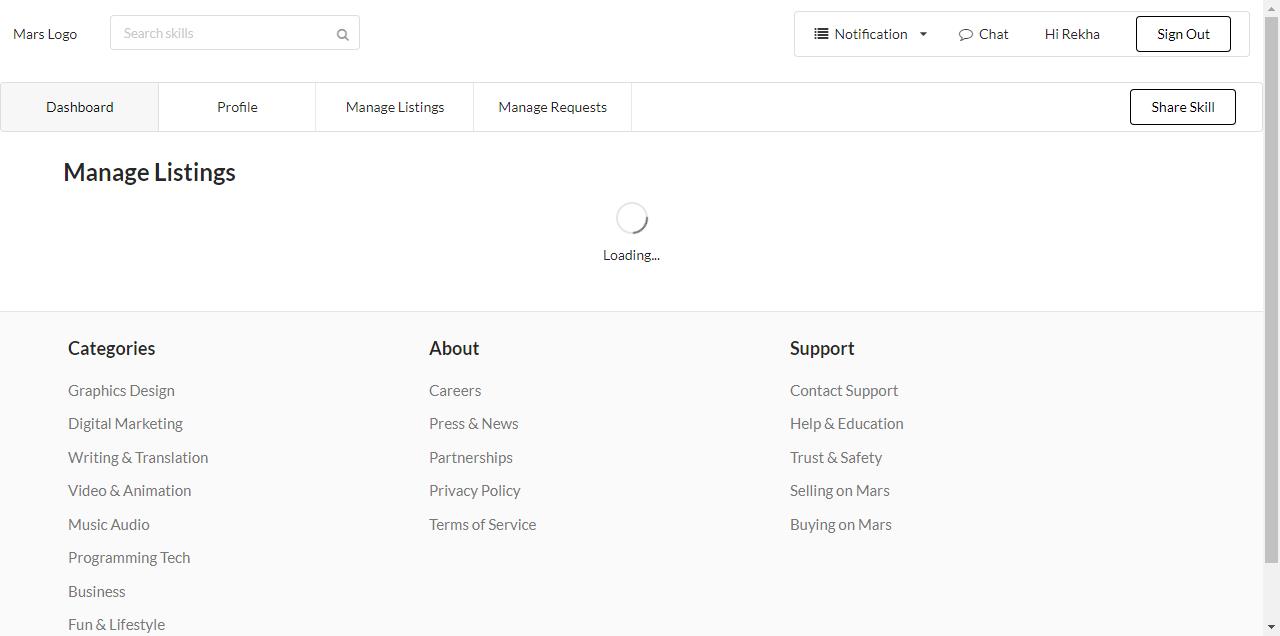 Mars Logo Search skills Notification Chat Hi Rekha Sign Out
Dashboard Profile Manage Listings Manage Requests Share Skill
Manage Listings
Loading...
Categories About Support
Graphics Design Careers Contact Support
Digital Marketing Press & News Help & Education
Writing & Translation Partnerships Trust & Safety
Video & Animation Privacy Policy Selling on Mars
Music Audio Terms of Service Buying on Mars
Programming Tech
Business
Fun & Lifestyle